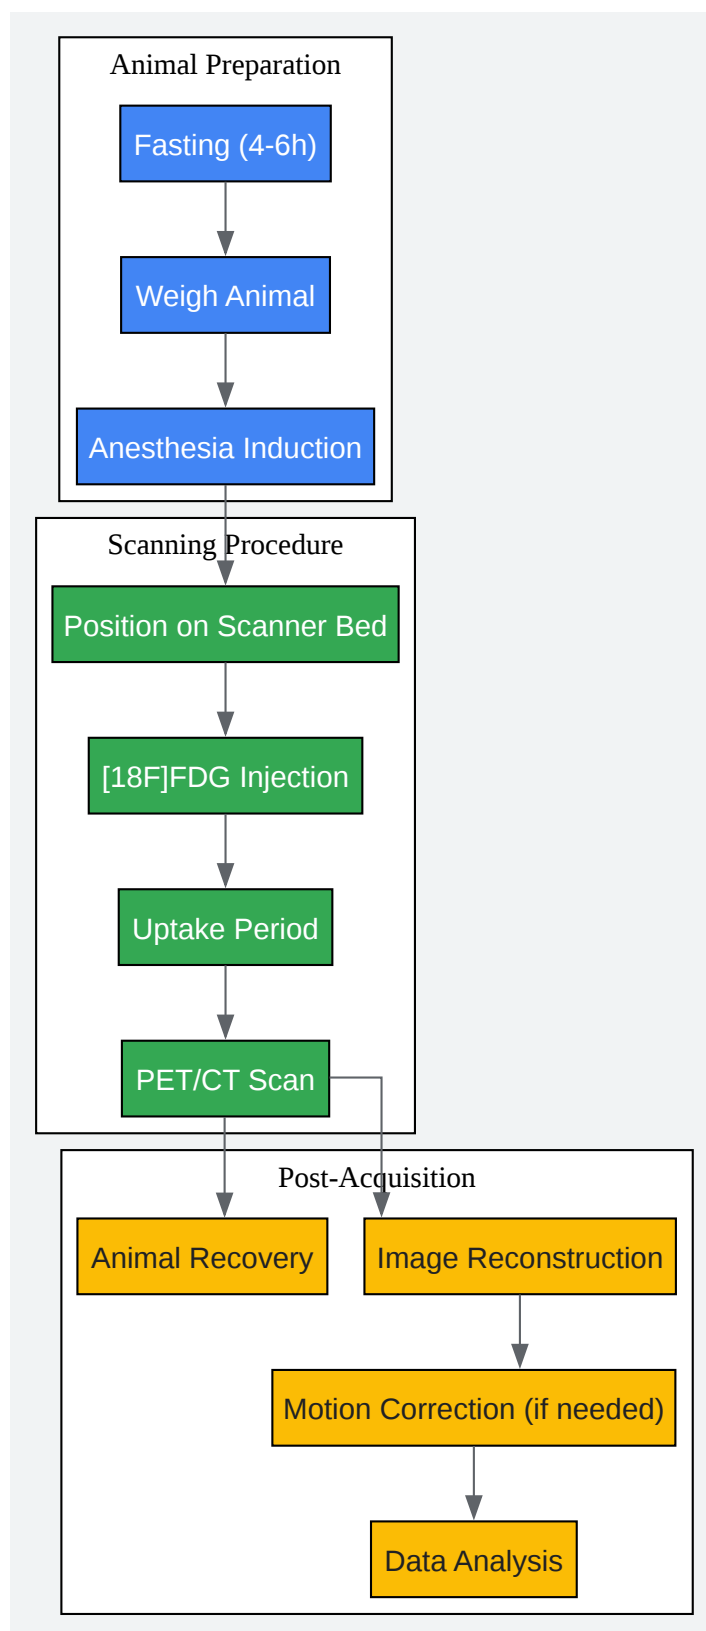 Animal Preparation
Fasting (4-6h)
Weigh Animal
Anesthesia Induction
Scanning Procedure
Position on Scanner Bed
[18F]FDG Injection
Uptake Period
PET/CT Scan
Post-Acquisition
Animal Recovery
Image Reconstruction
Motion Correction (if needed)
Data Analysis